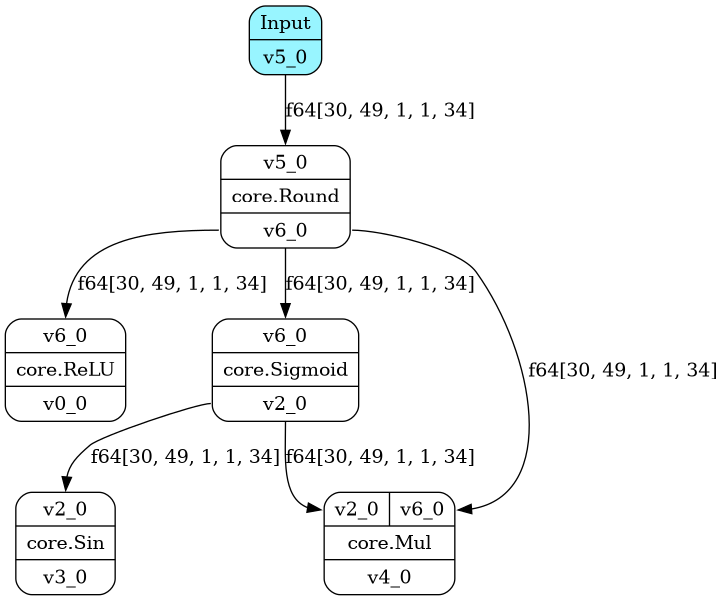 Input
v5_0
f64[30, 49, 1, 1, 34]
v5_0
core.Round
v6_0
f64[30, 49, 1, 1, 34]
f64[30, 49, 1, 1, 34]
f64[30, 49, 1, 1, 34]
v6_0
core.ReLU
v0_0
v6_0
core.Sigmoid
v2_0
f64[30, 49, 1, 1, 34]
f64[30, 49, 1, 1, 34]
v2_0
core.Sin
v3_0
v2_0 v6_0
core.Mul
v4_0